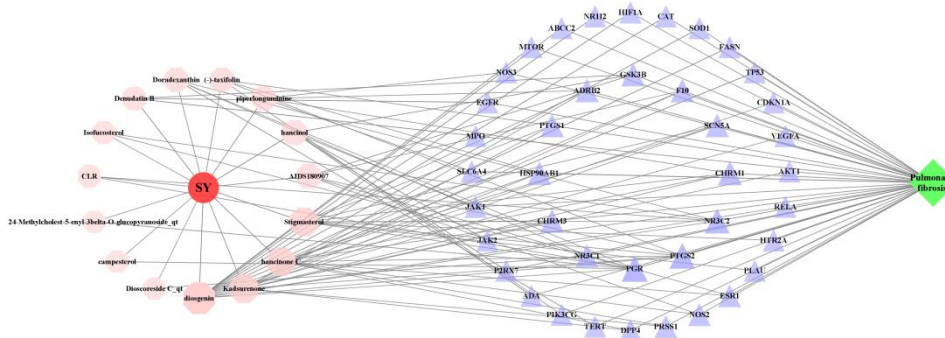 Doradexanthin
(-)-taxifolin
Denudatin B
piperlongumine
Isofucosterol
hancinol
CLR
AIDS180907
SY
24-Methylcholest-5-enyl-3belta-O-glucopyranoside_qt
Stigmasterol
campesterol
hancinone C
Dioscoreside C_qt
Kadsurenone
diosgenin
HIF1A
NR1I2
CAT
ABCC2
SOD1
MTOR
FASN
NOS3
GSK3B
TP53
ADRB2
F10
EGFR
CDKN1A
PTGS1
SCN5A
MPO
VEGFA
SLC6A4
HSP90AB1
CHRM1
AKT1
JAK1
RELA
CHRM3
NR3C2
JAK2
HTR2A
NR3C1
PTGS2
P2RX7
PGR
PLAU
ADA
ESR1
PIK3CG
NOS2
TERT
DPP4
PRSS1
Pulmona
fibrosis